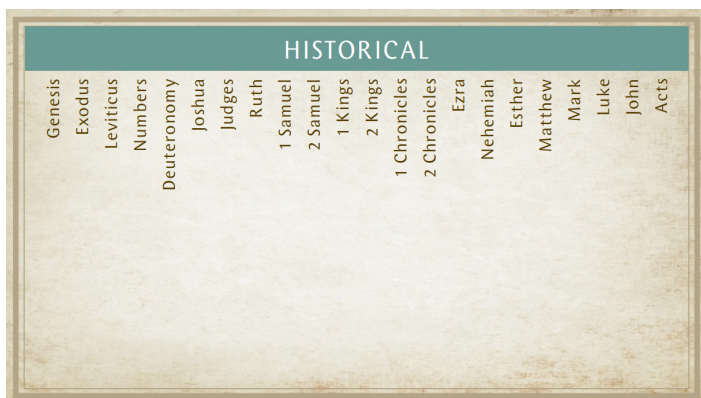 HISTORICAL
Genesis
Exodus
Leviticus
Numbers
Deuteronomy
Joshua
Judges
Ruth
1 Samuel
2 Samuel
1 Kings
2 Kings
1 Chronicles
2 Chronicles
Ezra
Nehemiah
Esther
Matthew
Mark
Luke
John
Acts